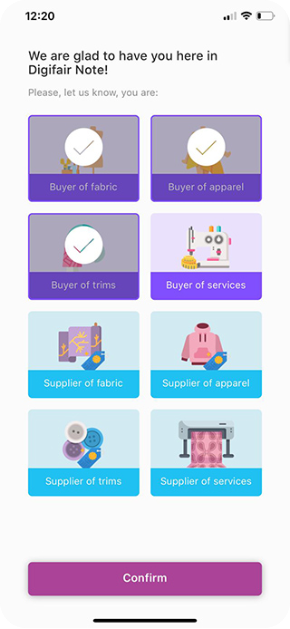 12:20
We are glad to have you here in
Digifair Note!
Please, let us know, you are:
Buyer of fabric
Buyer of apparel
Buyer of trims
Buyer of services
Supplier of fabric
Supplier of apparel
Supplier of trims
Supplier of services
Confirm